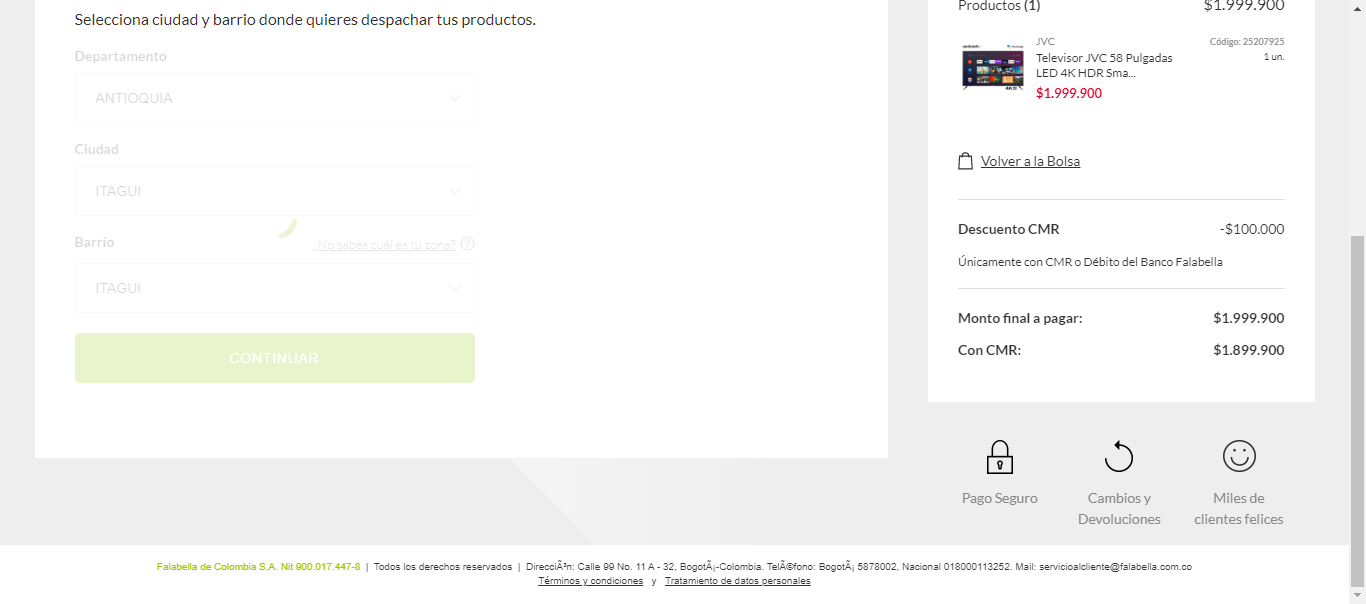 Selecciona ciudad y barrio donde quieres despachar tus productos.
Departamento
ANTIOQUIA
Ciudad
ITAGUI
Barrio
¿No sabes cuál es tu zona?
ITAGUI
CONTINUAR
Productos (1) $1.999.900
JVC Código: 25207925
Televisor JVC 58 Pulgadas 1 un.
LED 4K HDR Sma...
$1.999.900
Volver a la Bolsa
Descuento CMR -$100.000
Únicamente con CMR o Débito del Banco Falabella
Monto final a pagar: $1.999.900
Con CMR: $1.899.900
Pago Seguro
Cambios y
Devoluciones
Miles de
clientes felices
Falabella de Colombia S.A. Nit 900.017.447-8 | Todos los derechos reservados | DirecciÃ³n: Calle 99 No. 11 A - 32, BogotÃ¡-Colombia. TelÃ©fono: BogotÃ¡ 5878002, Nacional 018000113252. Mail: servicioalcliente@falabella.com.co
Términos y condiciones y Tratamiento de datos personales